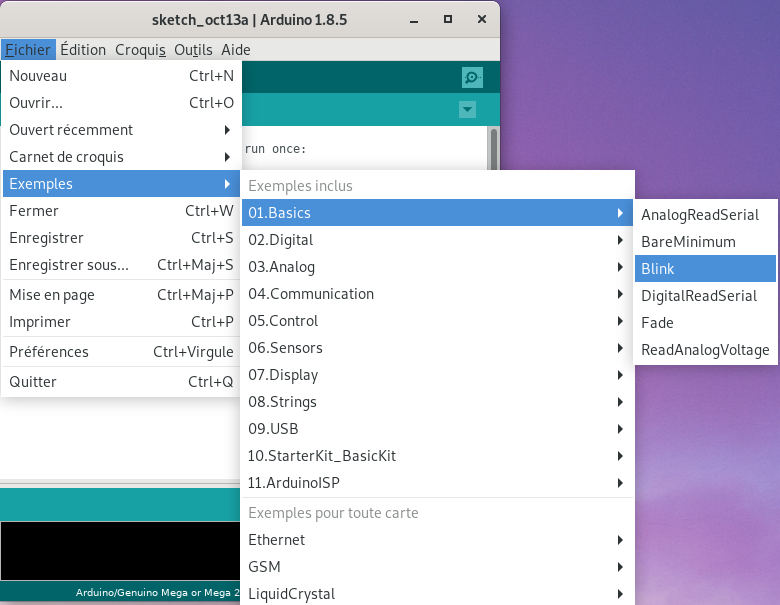 sketch_oct13a | Arduino 1.8.5
Fichier Édition Croquis Outils Aide
Nouveau Ctrl+N
Ouvrir... Ctrl+O
Ouvert récemment
Carnet de croquis
Exemples
Fermer Ctrl+W
Enregistrer Ctrl+S
Enregistrer sous... Ctrl+Maj+S
Mise en page Ctrl+Maj+P
Imprimer Ctrl+P
Préférences Ctrl+Virgule
Quitter Ctrl+Q
run once:
Exemples inclus
01.Basics
02.Digital
03.Analog
04.Communication
05.Control
06.Sensors
07.Display
08.Strings
09.USB
10.StarterKit_BasicKit
11.ArduinoISP
Exemples pour toute carte
Ethernet
GSM
LiquidCrystal
AnalogReadSerial
BareMinimum
Blink
DigitalReadSerial
Fade
ReadAnalogVoltage
Arduino/Genuino Mega or Mega 2